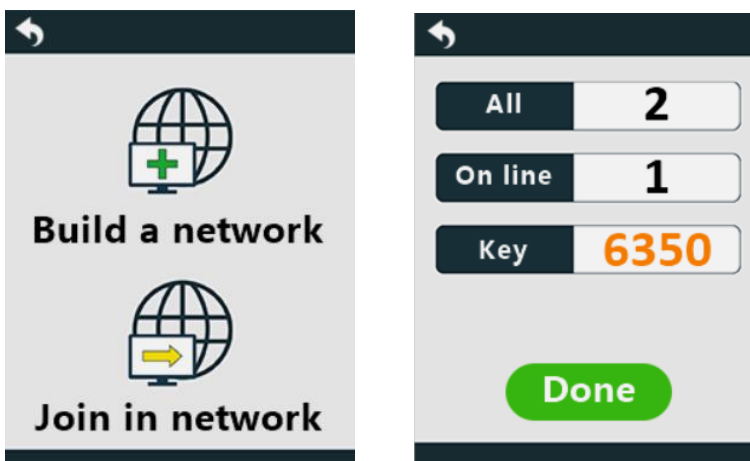 Build a network
Join in network
All 2
On line 1
Key 6350
Done